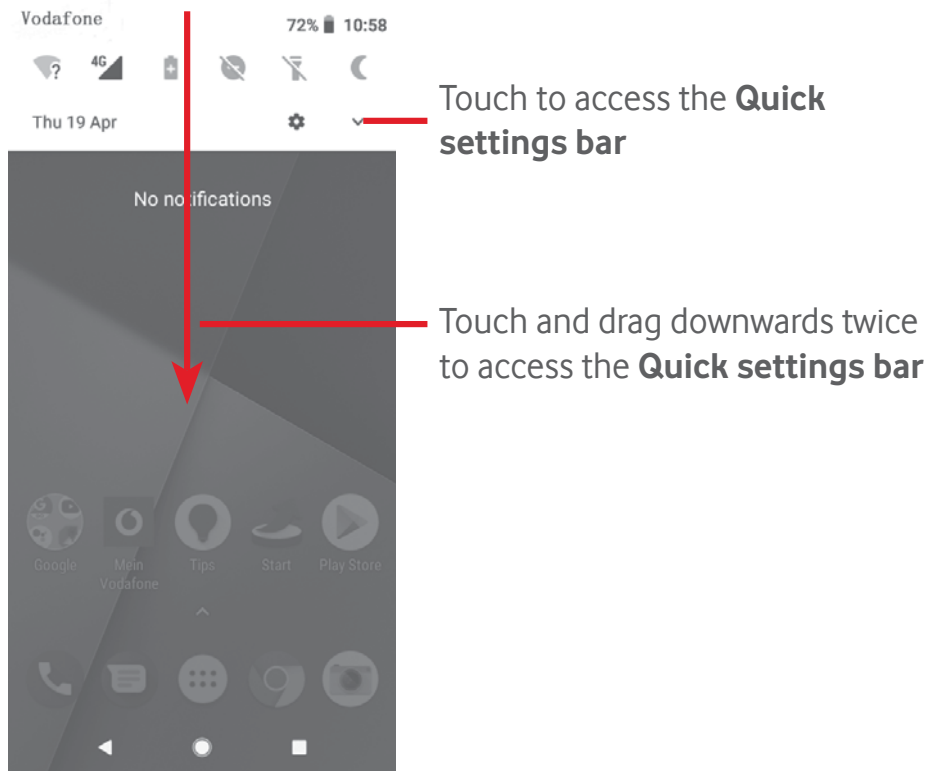 Vodafone 72% 10:58
? 4G
Thu 19 Apr
Touch to access the Quick
settings bar
No notifications
Touch and drag downwards twice
to access the Quick settings bar
Google Mein Vodafone Tips Start Play Store